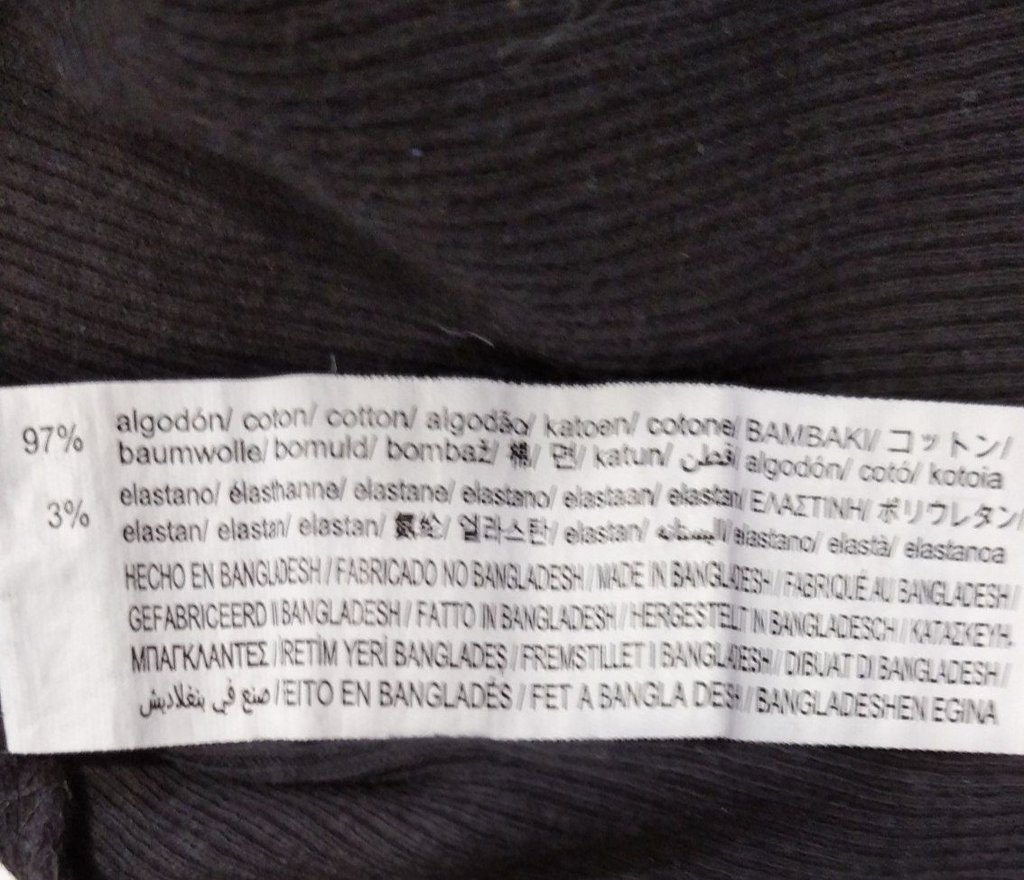 97% algodón/ coton/ cotton/ algodão/ katoen/ cotone/ BAMBAKI/ コットン/
baumwolle/ bomuld/ bombaž/ 棉/ 면/ katun/ قطن/ algodón/ cotó/ kotoia
3% elastano/ élasthanne/ elastane/ elastano/ elastaan/ elastan/ ΕΛΑΣΤΙΝΗ/ ポリウレタン/
elastan/ elastan/ elastan/ 氨纶/ 엘라스탄/ elastan/ اليستانه/ elastano/ elastà/ elastanoa
HECHO EN BANGLADESH / FABRICADO NO BANGLADESH / MADE IN BANGLADESH / FABRIQUÉ AU BANGLADESH /
GEFABRICEERD IN BANGLADESH / FATTO IN BANGLADESH / HERGESTELLT IN BANGLADESCH / ΚΑΤΑΣΚΕΥΗ-
ΜΠΑΓΚΛΑΝΤΕΣ / ÜRETİM YERİ BANGLADEŞ / FREMSTILLET I BANGLADESH / DIBUAT DI BANGLADESH /
صنع في بنغلاديش / FEITO EN BANGLADÉS / FET A BANGLA DESH / BANGLADESHEN EGINA